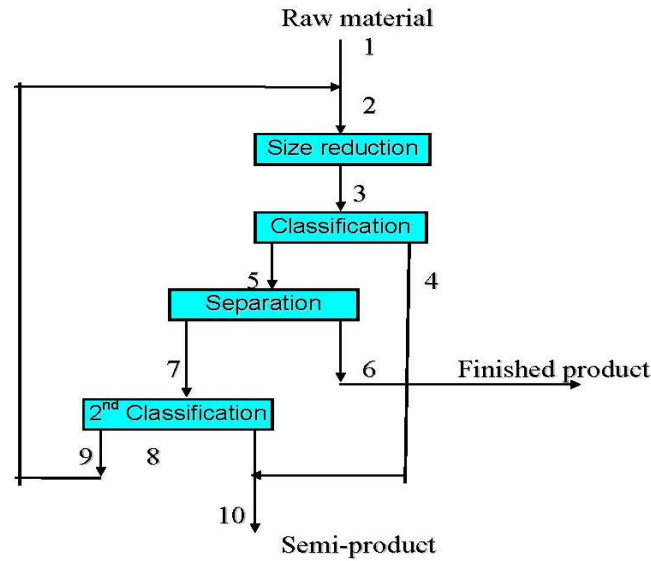 Raw material
1
2
Size reduction
3
Classification
5
4
Separation
7
6
Finished product
2nd Classification
9
8
10
Semi-product